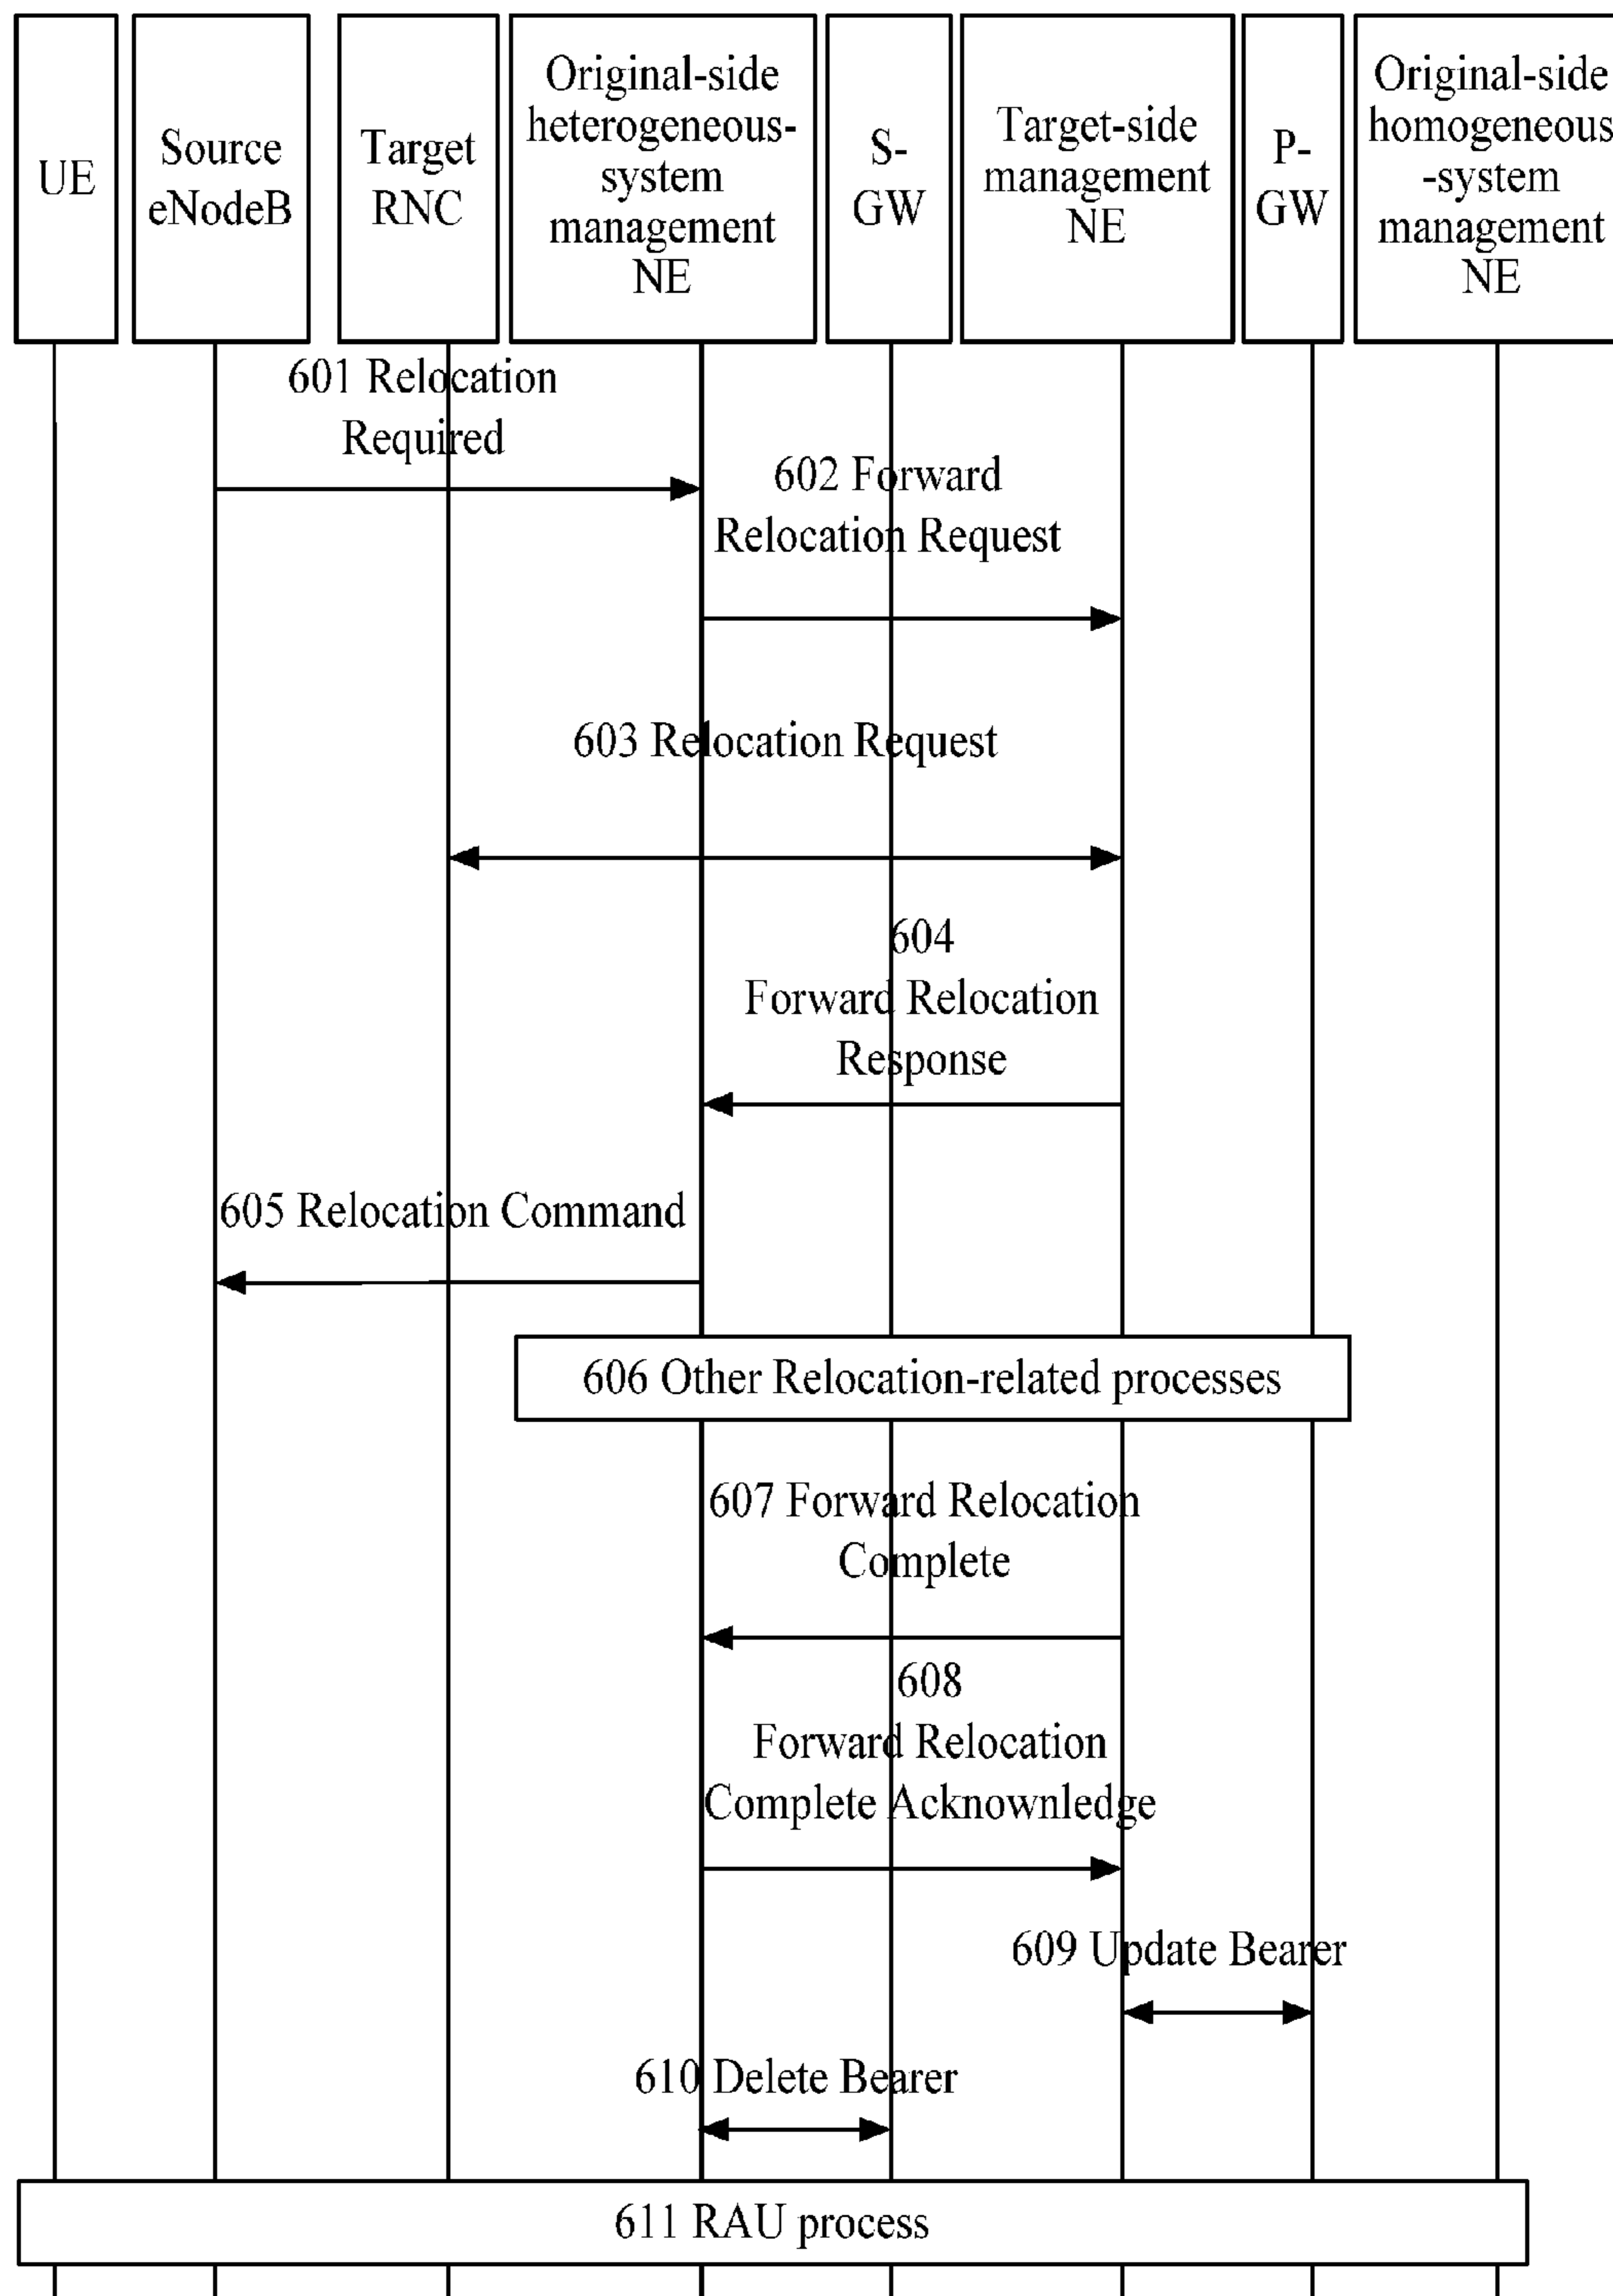 UE
Source
eNodeB
Target
RNC
Original-side
heterogeneous-
system
management
NE
S-
GW
Target-side
management
NE
P-
GW
Original-side
homogeneous
-system
management
NE
601 Relocation
Required
602 Forward
Relocation Request
603 Relocation Request
604
Forward Relocation
Response
605 Relocation Command
606 Other Relocation-related processes
607 Forward Relocation
Complete
608
Forward Relocation
Complete Acknownledge
609 Update Bearer
610 Delete Bearer
611 RAU process